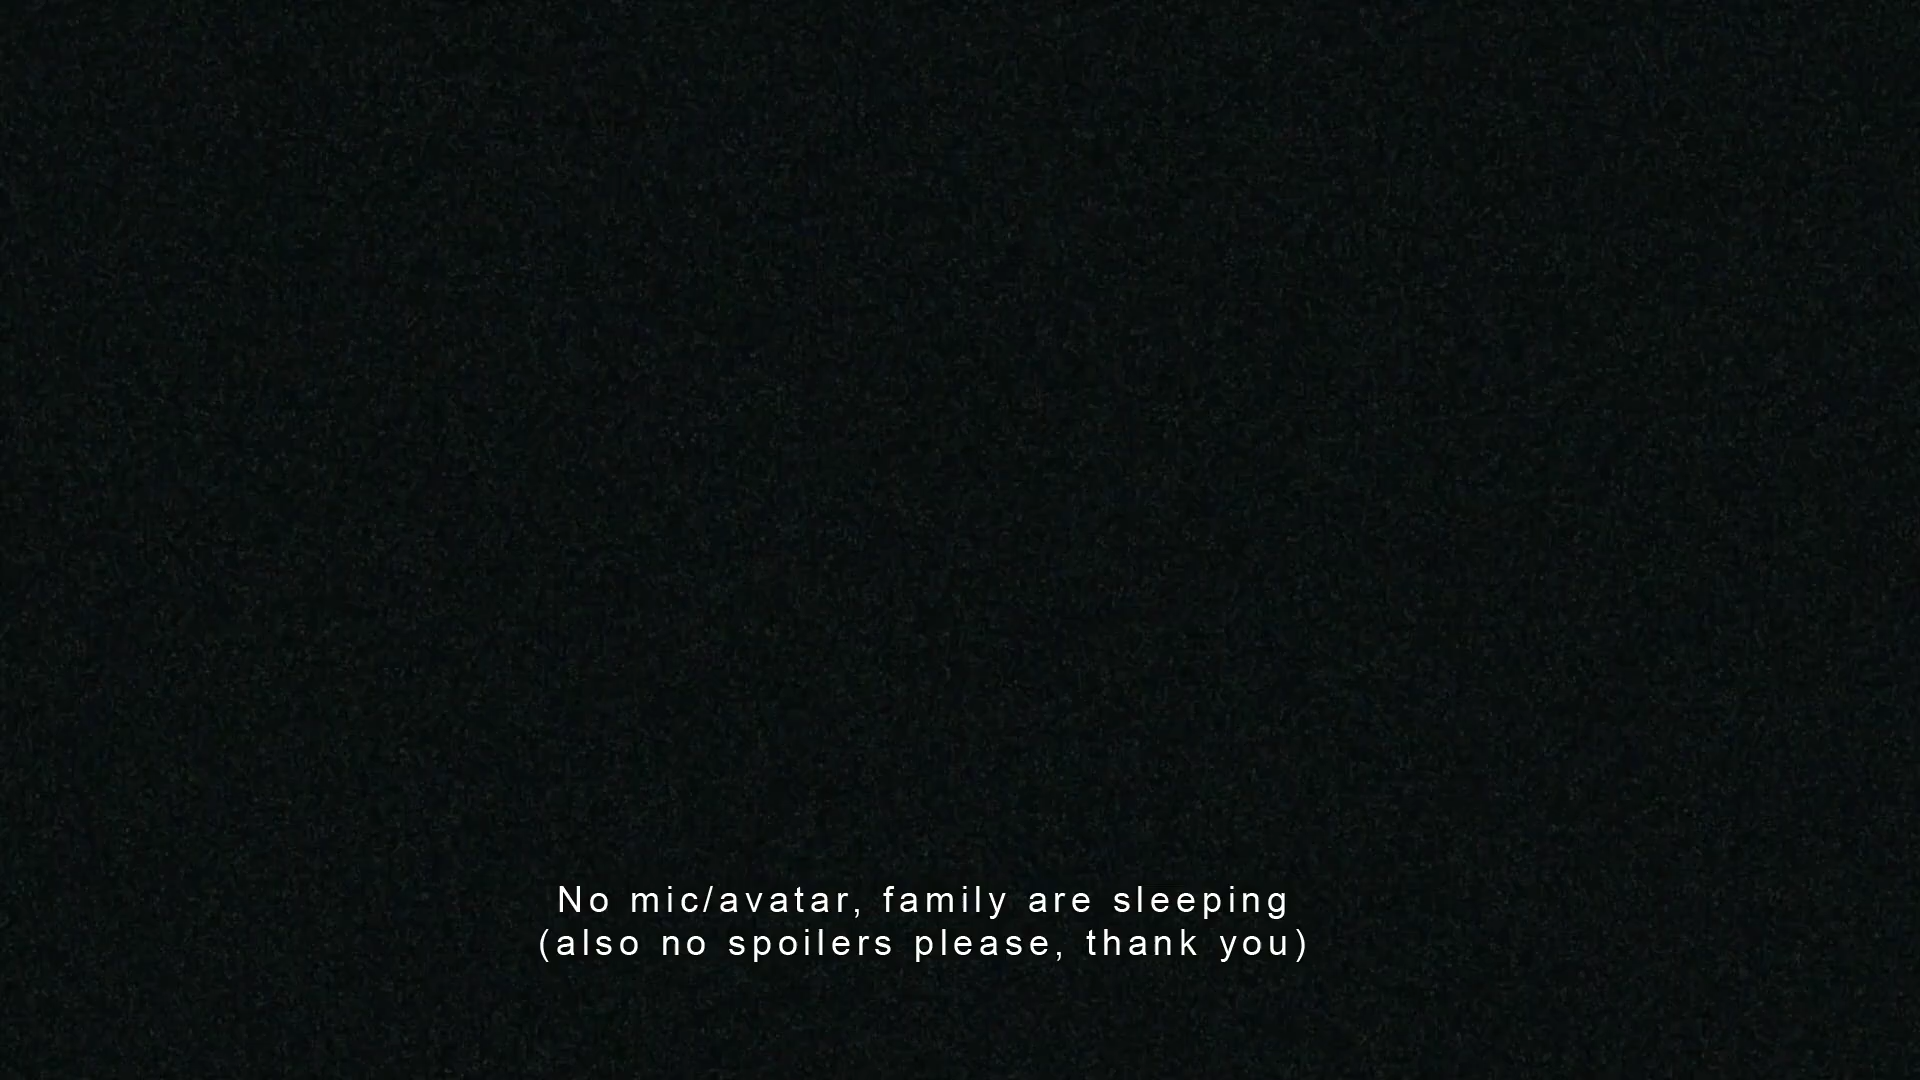 No mic/avatar, family are sleeping
(also no spoilers please, thank you)